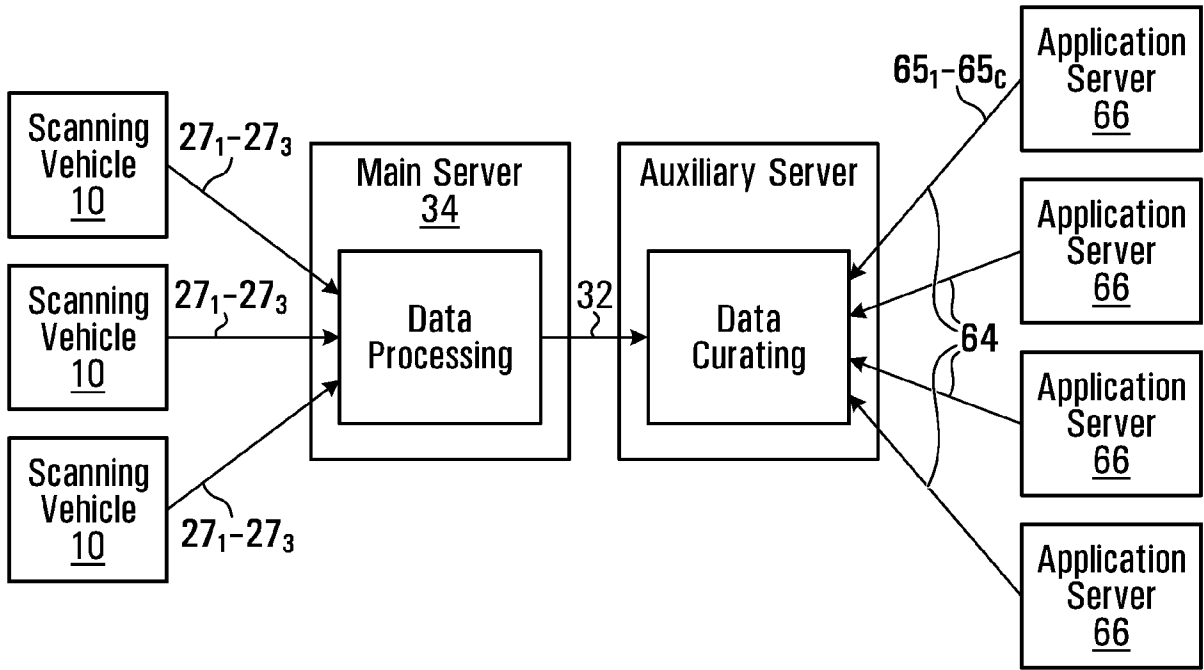 Scanning
Vehicle
10
Scanning
Vehicle
10
Scanning
Vehicle
10
27₁-27₃
27₁-27₃
27₁-27₃
Main Server
34
Data
Processing
32
Auxiliary Server
Data
Curating
65₁-65c
64
Application
Server
66
Application
Server
66
Application
Server
66
Application
Server
66